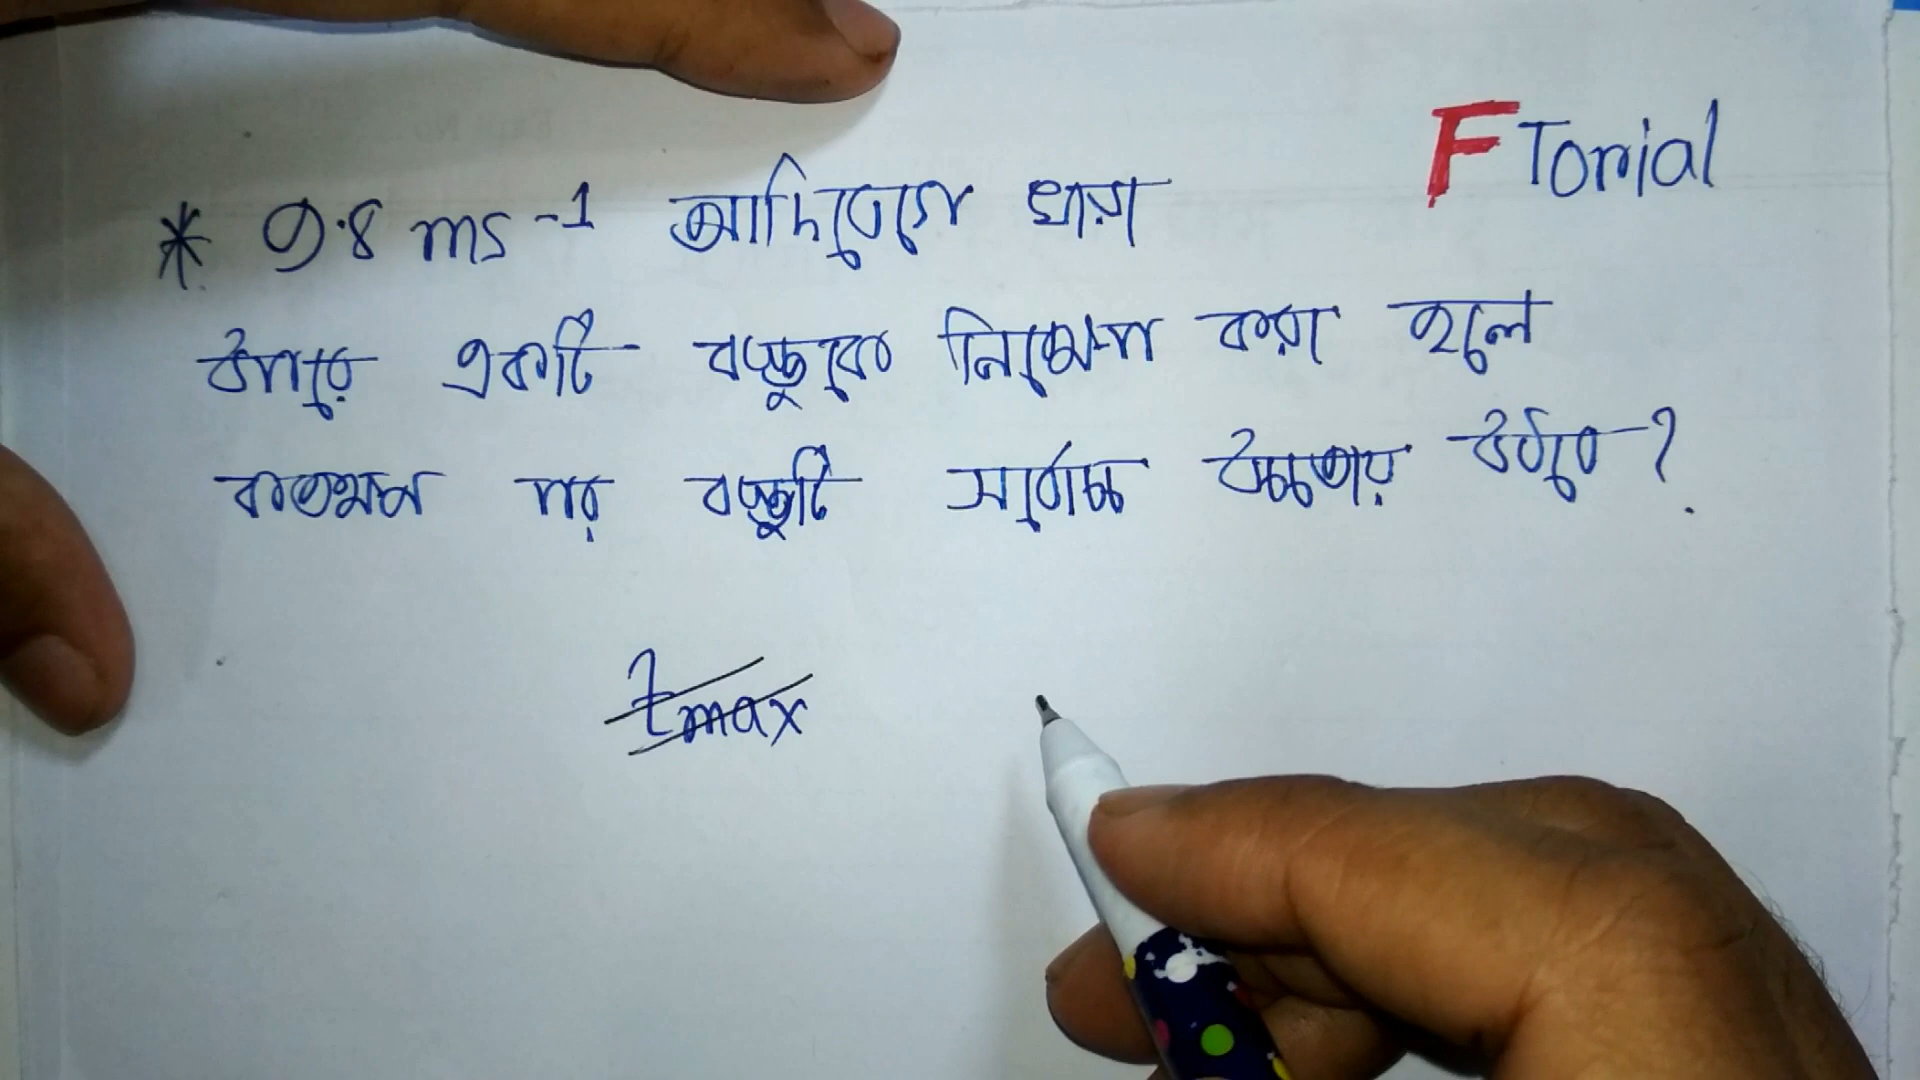 F Torial
* 9.8 ms⁻¹ আদিবেগে খারা
উপরে একটি বস্তুকে নিক্ষেপ করা হলে
কতক্ষণ পর বস্তুটি সর্বোচ্চ উচ্চতায় উঠবে?
tmax